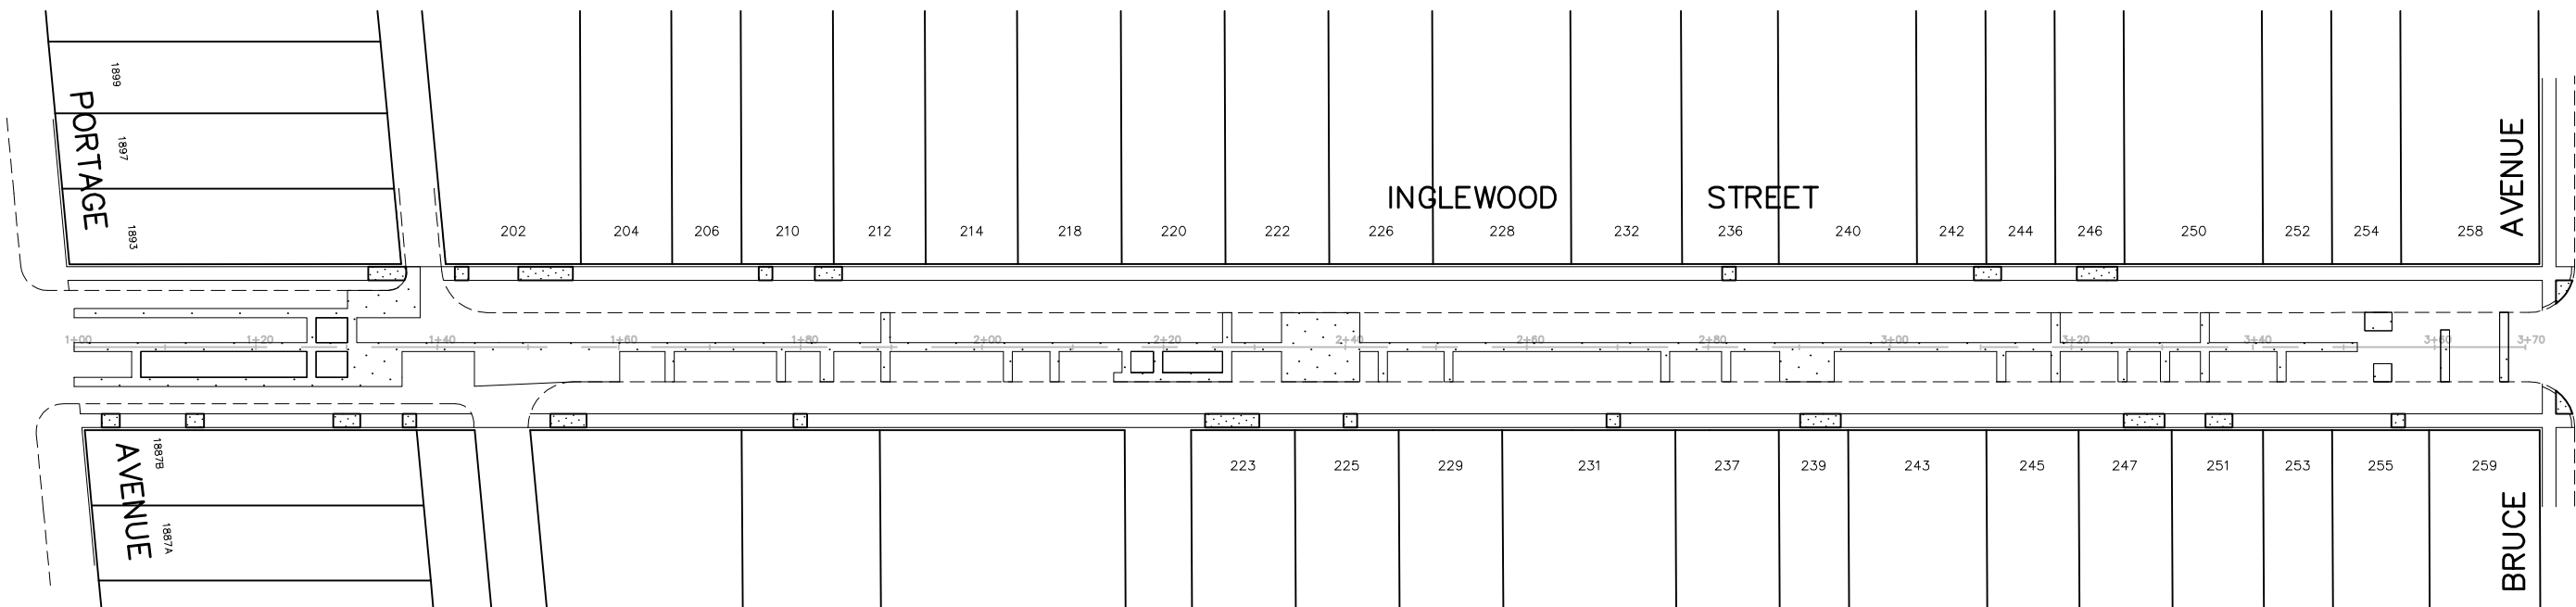 1899
1897
1893
PORTAGE
AVENUE
INGLEWOOD STREET
202 204 206 210 212 214 218 220 222 226 228 232 236 240 242 244 246 250 252 254 258
AVENUE
1+00 1+20 1+40 1+60 1+80 2+00 2+20 2+40 2+60 2+80 3+00 3+20 3+40 3+60 3+70
1887B
1887A
223 225 229 231 237 239 243 245 247 251 253 255 259
BRUCE